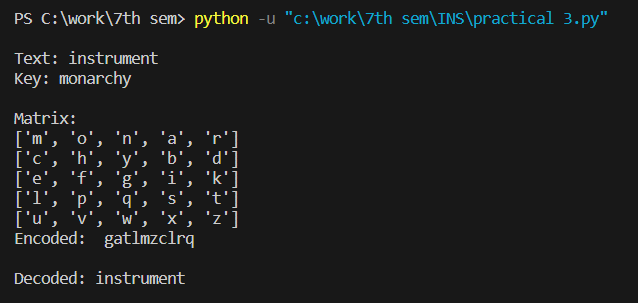 PS C:\work\7th sem> python -u "c:\work\7th sem\INS\practical 3.py"
Text: instrument
Key: monarchy
Matrix:
['m', 'o', 'n', 'a', 'r']
['c', 'h', 'y', 'b', 'd']
['e', 'f', 'g', 'i', 'k']
['l', 'p', 'q', 's', 't']
['u', 'v', 'w', 'x', 'z']
Encoded:  gatlmzclrq
Decoded: instrument